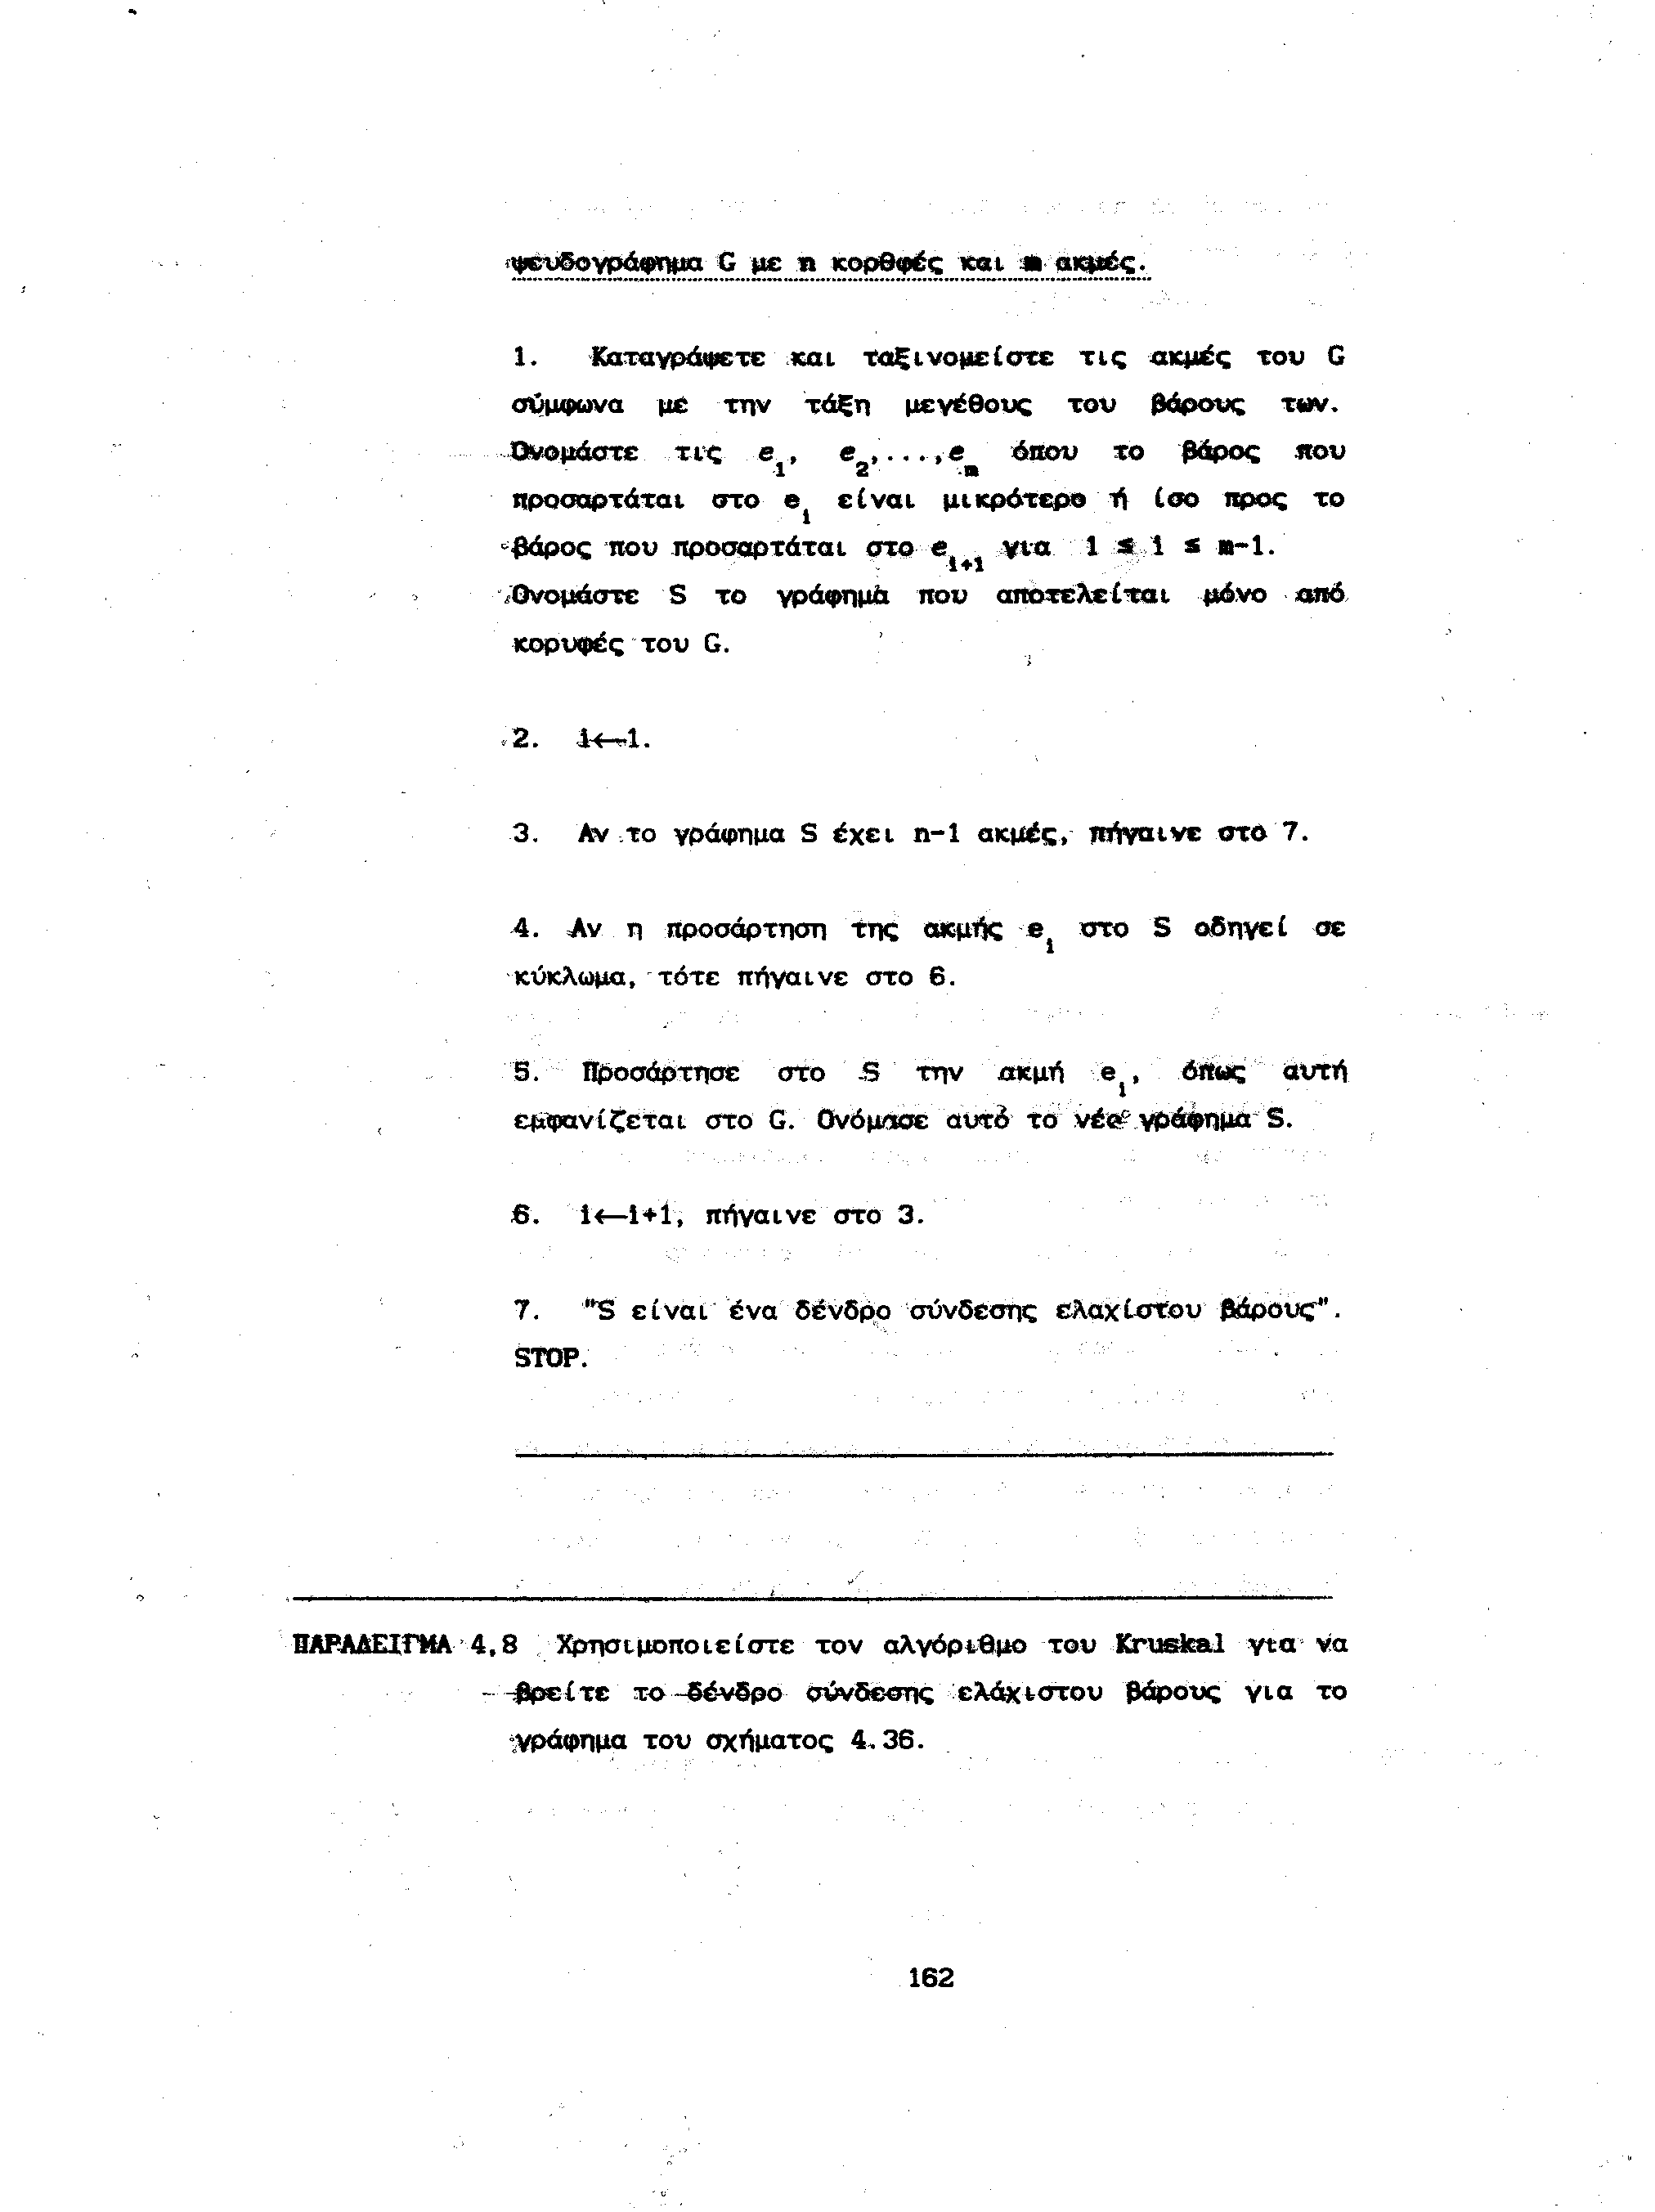 ψευδογράφημα G με n κορθφές και m ακμές.
1. Καταγράψετε και ταξινομείστε τις ακμές του G
σύμφωνα με την τάξη μεγέθους του βάρους των.
Ονομάστε τις e₁, e₂,...,eₘ όπου το βάρος που
προσαρτάται στο eᵢ είναι μικρότερο ή ίσο προς το
βάρος που προσαρτάται στο eᵢ₊₁ για 1 ≤ i ≤ m-1.
Ονομάστε S το γράφημα που αποτελείται μόνο από
κορυφές του G.
2. i←1.
3. Αν το γράφημα S έχει n-1 ακμές, πήγαινε στο 7.
4. Αν η προσάρτηση της ακμής eᵢ στο S οδηγεί σε
κύκλωμα, τότε πήγαινε στο 6.
5. Προσάρτησε στο S την ακμή eᵢ, όπως αυτή
εμφανίζεται στο G. Ονόμασε αυτό το νέο γράφημα S.
6. i←i+1, πήγαινε στο 3.
7. "S είναι ένα δένδρο σύνδεσης ελαχίστου βάρους".
STOP.
ΠΑΡΑΔΕΙΓΜΑ 4,8 Χρησιμοποιείστε τον αλγόριθμο του Kruskal για να
βρείτε το δένδρο σύνδεσης ελάχιστου βάρους για το
γράφημα του σχήματος 4.36.
162